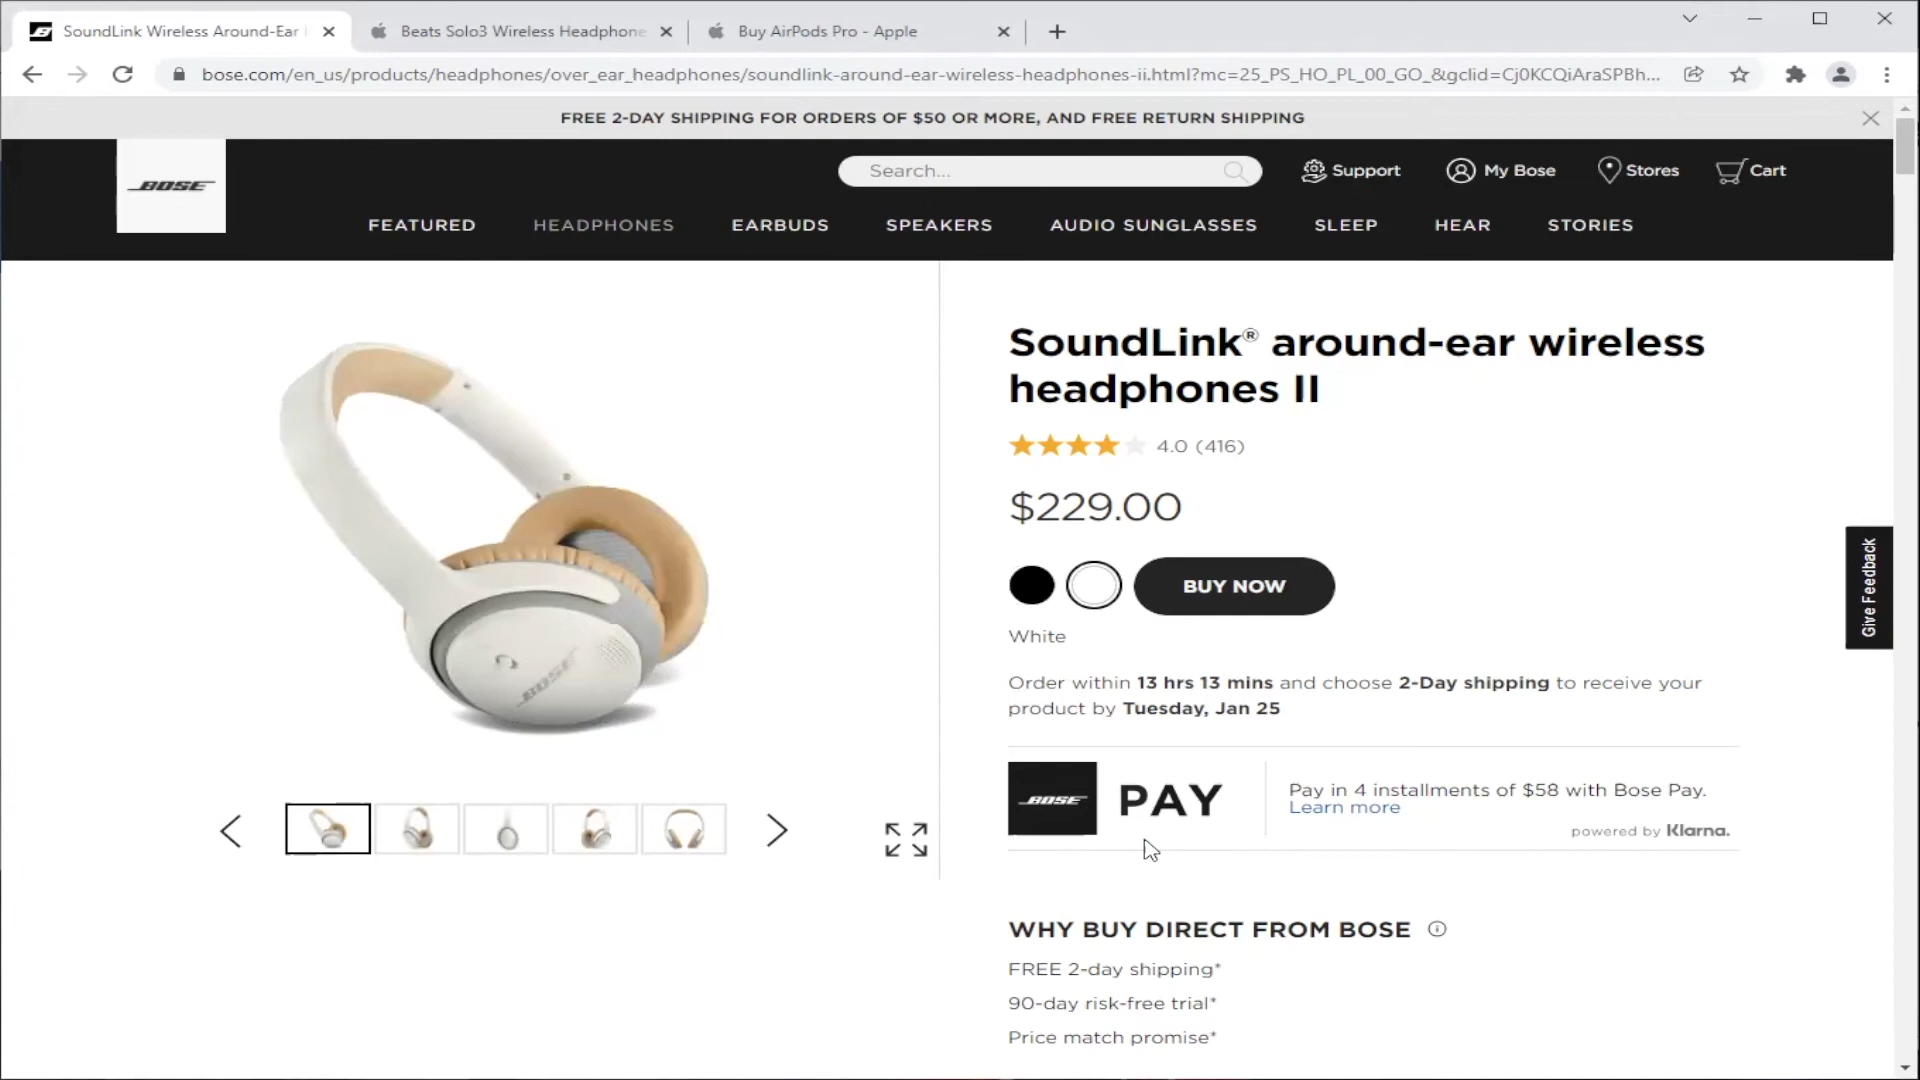 SoundLink Wireless Around-Ear
Beats Solo3 Wireless Headphone
Buy AirPods Pro - Apple
bose.com/en_us/products/headphones/over_ear_headphones/soundlink-around-ear-wireless-headphones-ii.html?mc=25_PS_HO_PL_00_GO_&gclid=Cj0KCQiAraSPBh...
FREE 2-DAY SHIPPING FOR ORDERS OF $50 OR MORE, AND FREE RETURN SHIPPING
BOSE
Search...
Support
My Bose
Stores
Cart
FEATURED HEADPHONES EARBUDS SPEAKERS AUDIO SUNGLASSES SLEEP HEAR STORIES
SoundLink® around-ear wireless
headphones II
4.0 (416)
$229.00
BUY NOW
White
Order within 13 hrs 13 mins and choose 2-Day shipping to receive your
product by Tuesday, Jan 25
BOSE PAY
Pay in 4 installments of $58 with Bose Pay.
Learn more
powered by Klarna.
WHY BUY DIRECT FROM BOSE
FREE 2-day shipping*
90-day risk-free trial*
Price match promise*
Give Feedback
BOSE